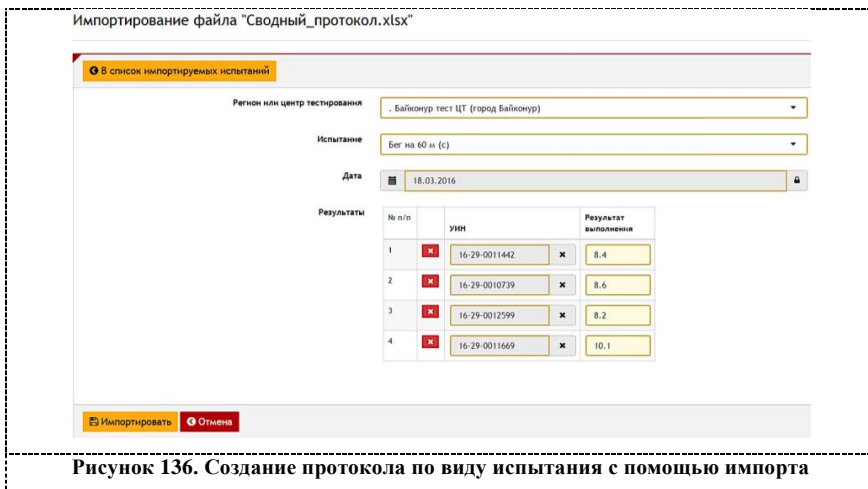 Импортирование файла "Сводный_протокол.xlsx"
В список импортируемых испытаний
Регион или центр тестирования
. Байконур тест ЦТ (город Байконур)
Испытание
Бег на 60 м (с)
Дата
18.03.2016
Результаты
№ п/п УИН Результат
выполнения
1 16-29-0011442 8.4
2 16-29-0010739 8.6
3 16-29-0012599 8.2
4 16-29-0011669 10.1
Импортировать Отмена
Рисунок 136. Создание протокола по виду испытания с помощью импорта